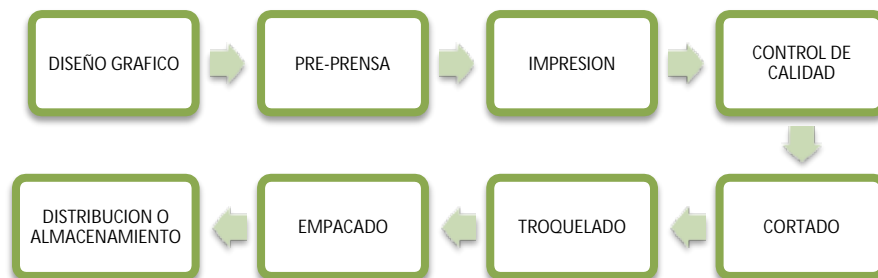 DISEÑO GRAFICO
PRE-PRENSA
IMPRESION
CONTROL DE
CALIDAD
CORTADO
TROQUELADO
EMPACADO
DISTRIBUCION O
ALMACENAMIENTO